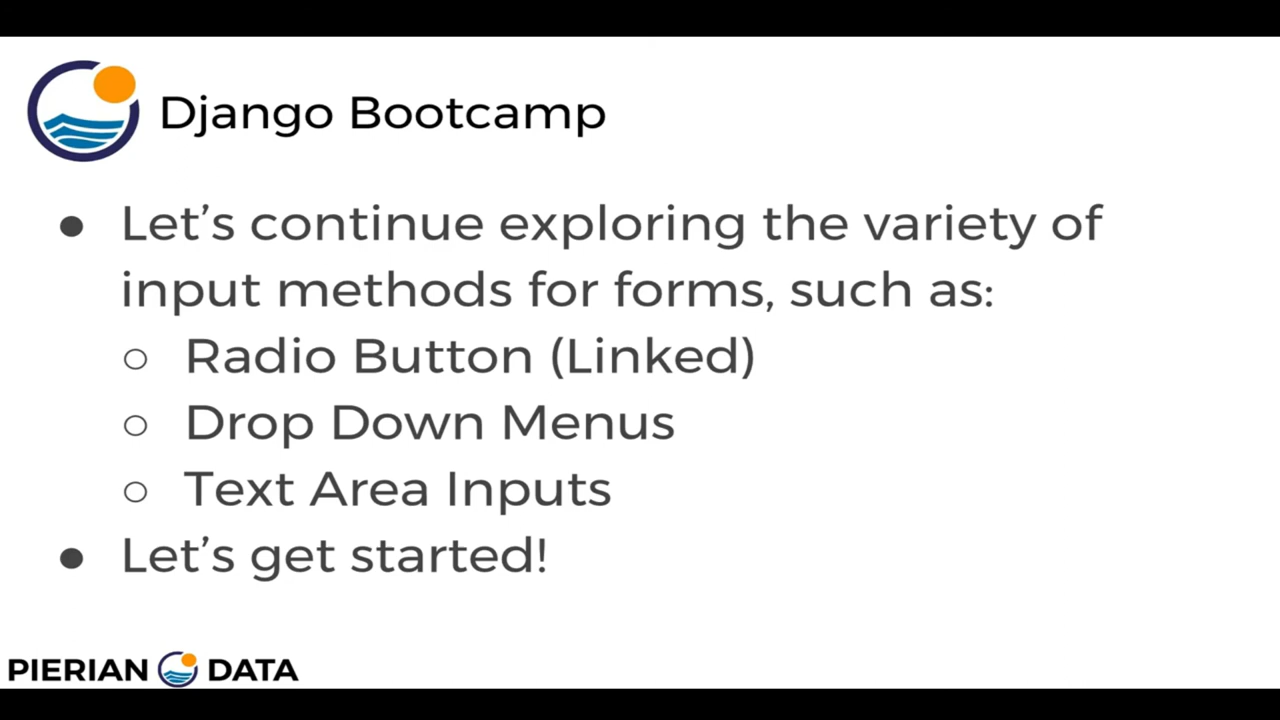 Django Bootcamp
● Let’s continue exploring the variety of
input methods for forms, such as:
○ Radio Button (Linked)
○ Drop Down Menus
○ Text Area Inputs
● Let’s get started!
PIERIAN DATA